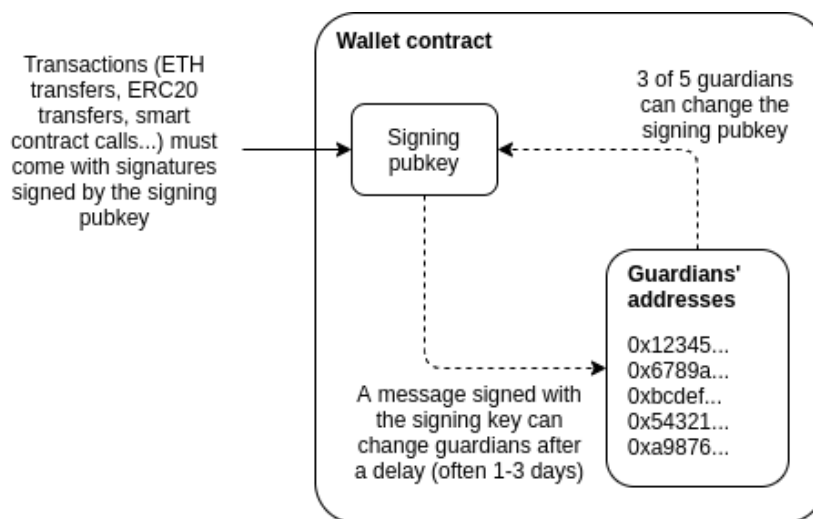 Wallet contract
Transactions (ETH
transfers, ERC20
transfers, smart
contract calls...) must
come with signatures
signed by the signing
pubkey
Signing
pubkey
3 of 5 guardians
can change the
signing pubkey
Guardians'
addresses
0x12345...
0x6789a...
0xbcdef...
0x54321...
0xa9876...
A message signed with
the signing key can
change guardians after
a delay (often 1-3 days)